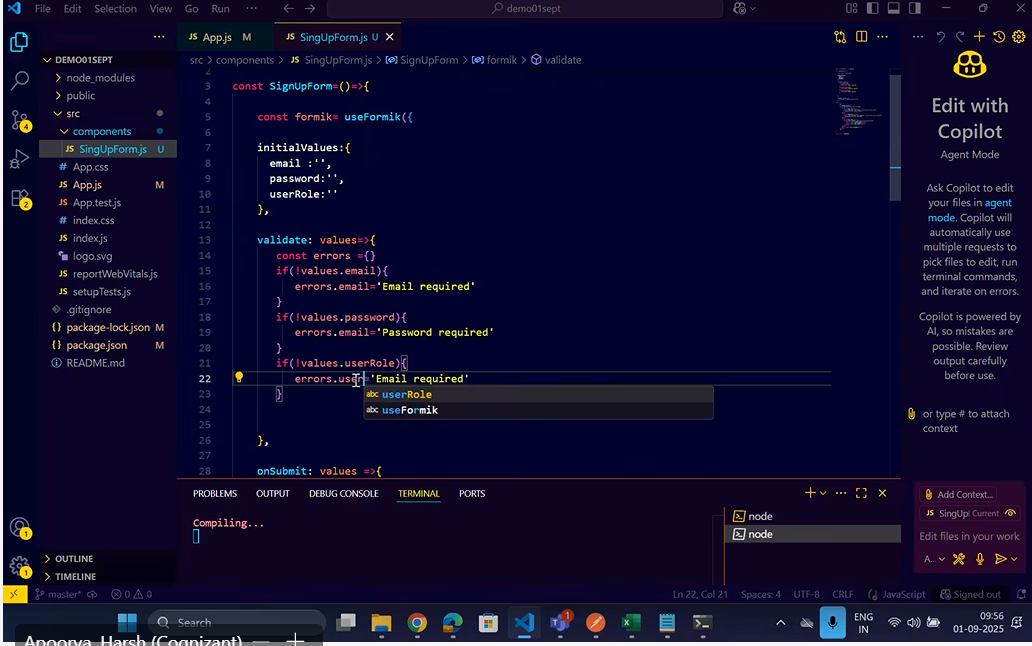 File Edit Selection View Go Run ··· demo01sept
DEMO01SEPT
node_modules
public
src
components
JS SingUpForm.js U
# App.css
JS App.js M
JS App.test.js
# index.css
JS index.js
logo.svg
JS reportWebVitals.js
JS setupTests.js
.gitignore
{} package-lock.json M
{} package.json M
README.md
OUTLINE
TIMELINE
4
2
1
1
JS App.js M JS SingUpForm.js U
src > components > JS SingUpForm.js > SignUpForm > formik > validate
2
3 const SignUpForm=()=>{
4
5 const formik= useFormik({
6
7 initialValues:{
8 email :'',
9 password:'',
10 userRole:''
11 },
12
13 validate: values=>{
14 const errors ={}
15 if(!values.email){
16 errors.email='Email required'
17 }
18 if(!values.password){
19 errors.email='Password required'
20 }
21 if(!values.userRole){
22 errors.user='Email required'
23 }
abc userRole
abc useFormik
24
25
26 },
27
28 onSubmit: values =>{
PROBLEMS OUTPUT DEBUG CONSOLE TERMINAL PORTS
Compiling...
node
node
Edit with
Copilot
Agent Mode
Ask Copilot to edit
your files in agent
mode. Copilot will
automatically use
multiple requests to
pick files to edit, run
terminal commands,
and iterate on errors.
Copilot is powered by
AI, so mistakes are
possible. Review
output carefully
before use.
or type # to attach
context
Add Context...
JS SingUpl Current
Edit files in your work
A...
master* 0 0 Ln 22, Col 21 Spaces: 4 UTF-8 CRLF JavaScript Signed out
Search
1
ENG
IN
09:56
01-09-2025
Apoorva, Harsh (Cognizant)